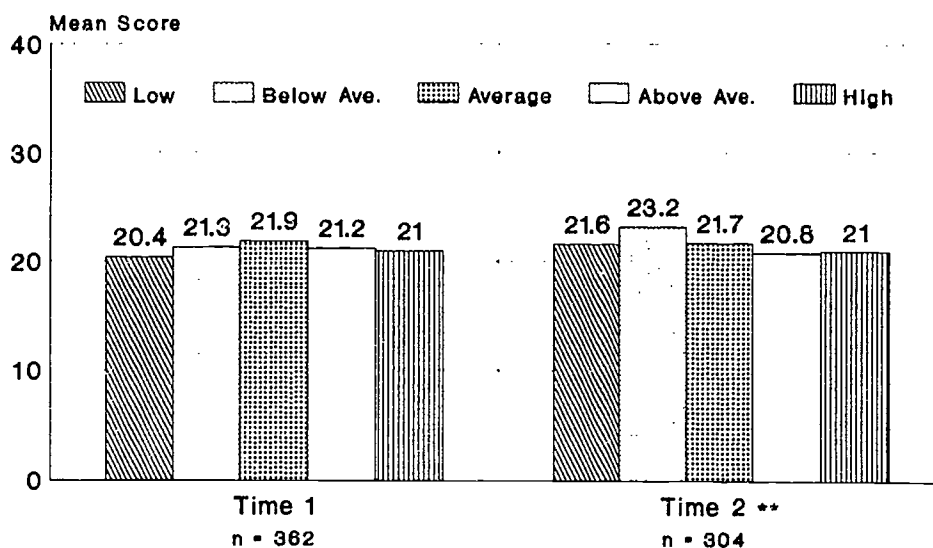 Mean Score
40
Low Below Ave. Average Above Ave. High
30
20.4 21.3 21.9 21.2 21 21.6 23.2 21.7 20.8 21
20
10
0
Time 1 Time 2 **
n = 362 n = 304